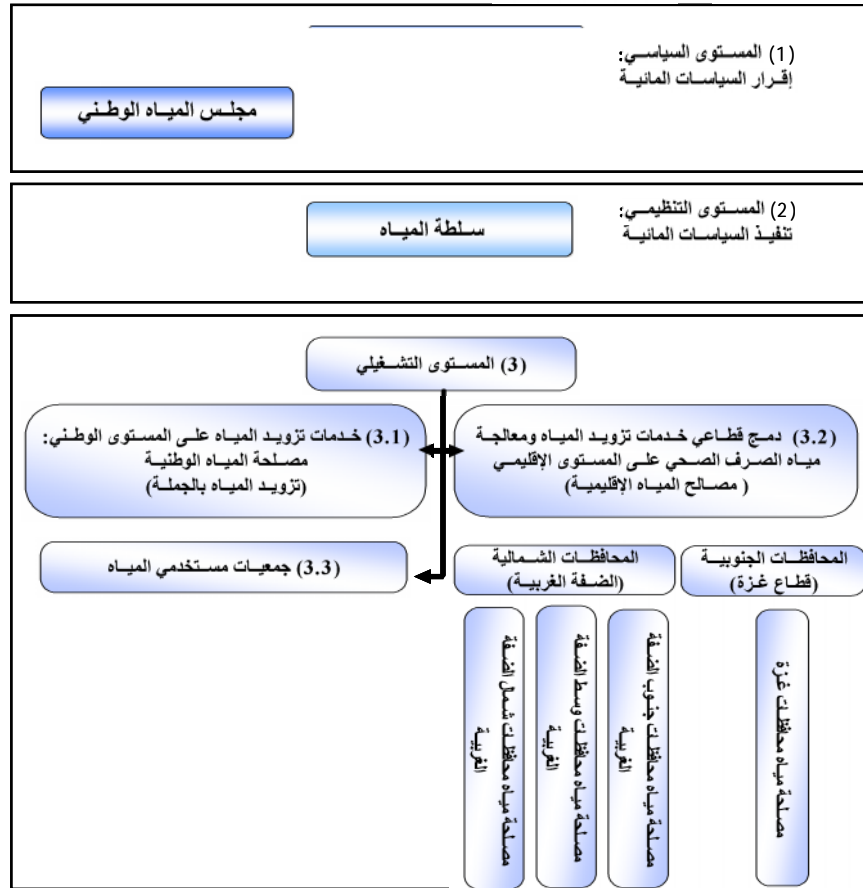 (1) المستوى السياسي:
إقرار السياسات المائية
مجلس المياه الوطني
(2) المستوى التنظيمي:
تنفيذ السياسات المائية
سلطة المياه
(3) المستوى التشغيلي
(3.1) خدمات تزويد المياه على المستوى الوطني:
مصلحة المياه الوطنية
(تزويد المياه بالجملة)
(3.2) دمج قطاعي خدمات تزويد المياه ومعالجة
مياه الصرف الصحي على المستوى الإقليمي
( مصالح المياه الإقليمية)
(3.3) جمعيات مستخدمي المياه
المحافظات الجنوبية
(قطاع غزة)
المحافظات الشمالية
(الضفة الغربية)
مصلحة مياه محافظات غزة
مصلحة مياه محافظات جنوب الضفة
الغربية
مصلحة مياه محافظات وسط الضفة
الغربية
مصلحة مياه محافظات شمال الضفة
الغربية